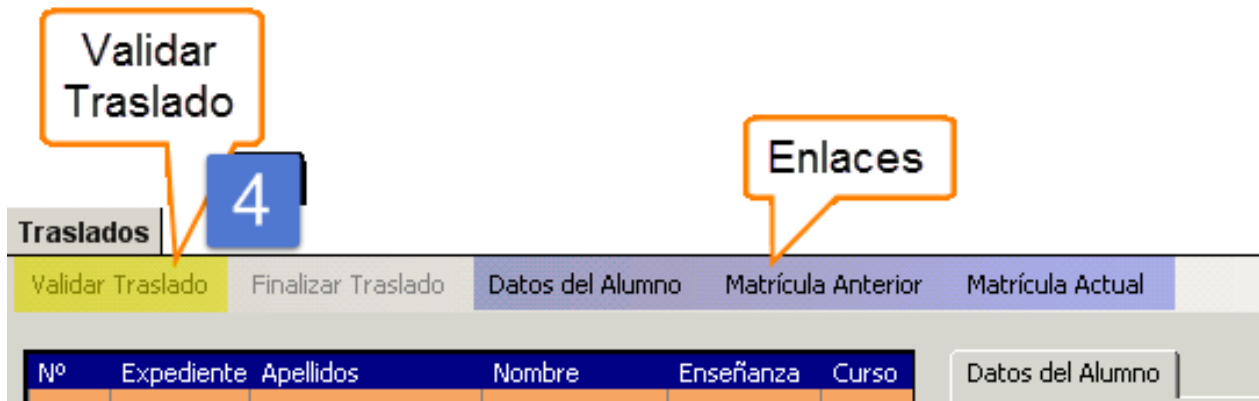 Validar
Traslado
4
Enlaces
Traslados
Validar Traslado Finalizar Traslado Datos del Alumno Matrícula Anterior Matrícula Actual
Nº Expediente Apellidos Nombre Enseñanza Curso Datos del Alumno